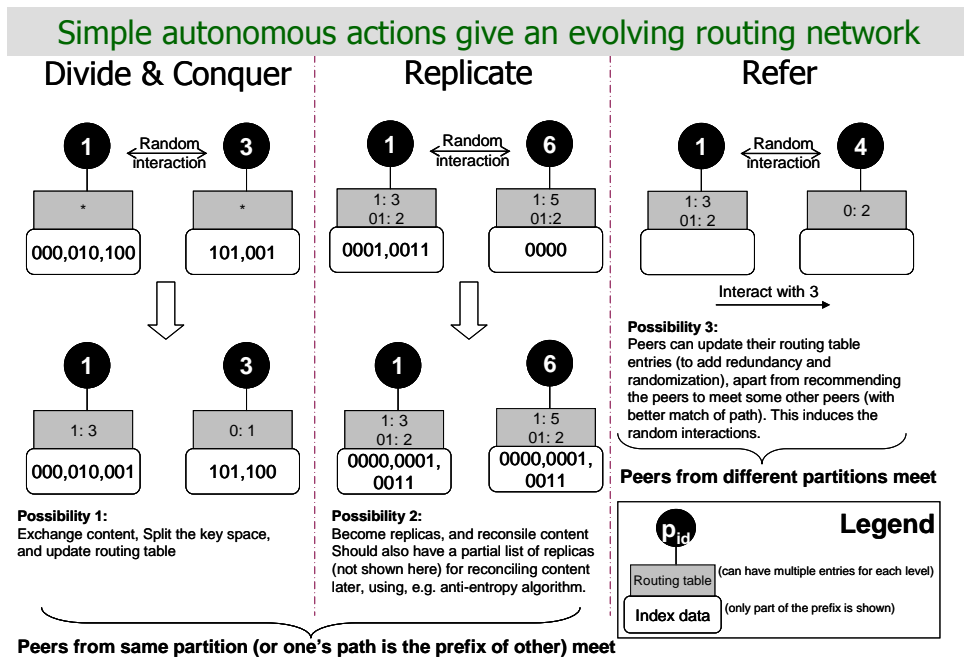 Simple autonomous actions give an evolving routing network
Divide & Conquer
1
Random
interaction
3
*
*
000,010,100
101,001
1
3
1: 3
0: 1
000,010,001
101,100
Possibility 1:
Exchange content, Split the key space,
and update routing table
Replicate
1
Random
interaction
6
1: 3
01: 2
1: 5
01:2
0001,0011
0000
1
6
1: 3
01: 2
1: 5
01: 2
0000,0001,
0011
0000,0001,
0011
Possibility 2:
Become replicas, and reconsile content
Should also have a partial list of replicas
(not shown here) for reconciling content
later, using, e.g. anti-entropy algorithm.
Peers from same partition (or one's path is the prefix of other) meet
Refer
1
Random
interaction
4
1: 3
01: 2
0: 2
Interact with 3
Possibility 3:
Peers can update their routing table
entries (to add redundancy and
randomization), apart from recommending
the peers to meet some other peers (with
better match of path). This induces the
random interactions.
Peers from different partitions meet
Legend
pid
Routing table
(can have multiple entries for each level)
Index data
(only part of the prefix is shown)